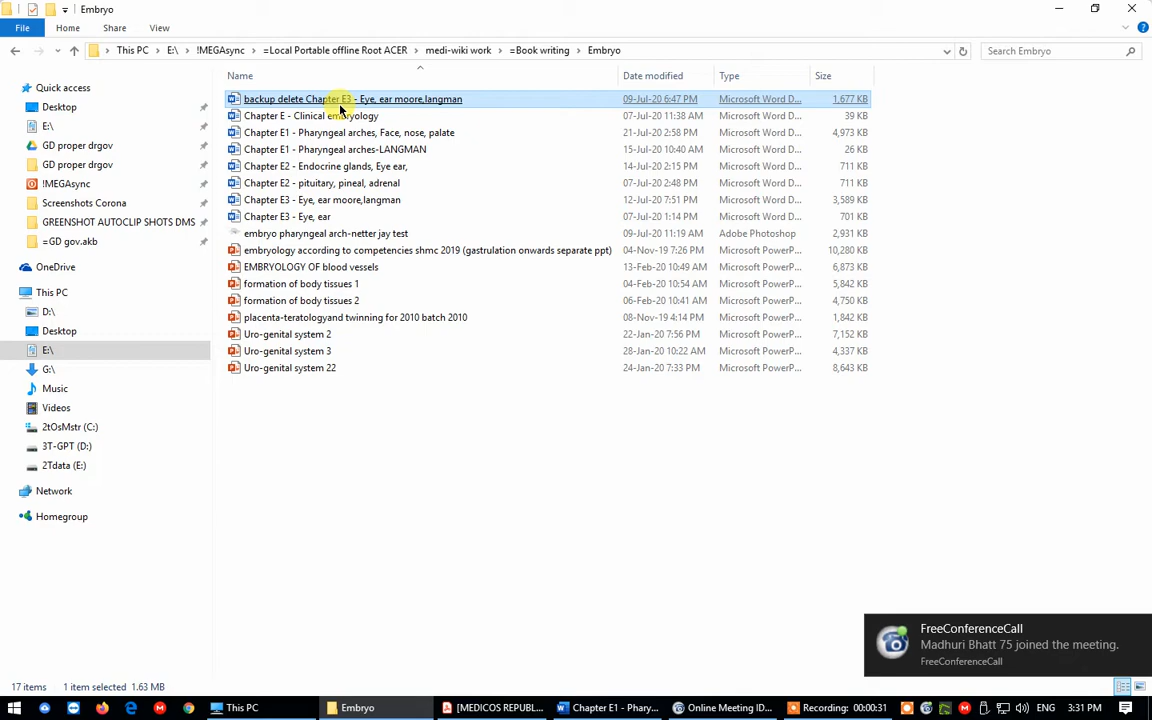 Embryo
File Home Share View
This PC E:\ !MEGAsync =Local Portable offline Root ACER medi-wiki work =Book writing Embryo Search Embryo
Name Date modified Type Size
Quick access
Desktop
E:\
GD proper drgov
GD proper drgov
!MEGAsync
Screenshots Corona
GREENSHOT AUTOCLIP SHOTS DMS
=GD gov.akb
OneDrive
This PC
D:\
Desktop
E:\
G:\
Music
Videos
2tOsMstr (C:)
3T-GPT (D:)
2Tdata (E:)
Network
Homegroup
backup delete Chapter E3 - Eye, ear moore,langman 09-Jul-20 6:47 PM Microsoft Word D... 1,677 KB
Chapter E - Clinical embryology 07-Jul-20 11:38 AM Microsoft Word D... 39 KB
Chapter E1 - Pharyngeal arches, Face, nose, palate 21-Jul-20 2:58 PM Microsoft Word D... 4,973 KB
Chapter E1 - Pharyngeal arches-LANGMAN 15-Jul-20 10:40 AM Microsoft Word D... 26 KB
Chapter E2 - Endocrine glands, Eye ear, 14-Jul-20 2:15 PM Microsoft Word D... 711 KB
Chapter E2 - pituitary, pineal, adrenal 07-Jul-20 2:48 PM Microsoft Word D... 711 KB
Chapter E3 - Eye, ear moore,langman 12-Jul-20 7:51 PM Microsoft Word D... 3,589 KB
Chapter E3 - Eye, ear 07-Jul-20 1:14 PM Microsoft Word D... 701 KB
embryo pharyngeal arch-netter jay test 09-Jul-20 11:19 AM Adobe Photoshop 2,931 KB
embryology according to competencies shmc 2019 (gastrulation onwards separate ppt) 04-Nov-19 7:26 PM Microsoft PowerP... 10,280 KB
EMBRYOLOGY OF blood vessels 13-Feb-20 10:49 AM Microsoft PowerP... 6,873 KB
formation of body tissues 1 04-Feb-20 10:54 AM Microsoft PowerP... 5,842 KB
formation of body tissues 2 06-Feb-20 10:41 AM Microsoft PowerP... 4,750 KB
placenta-teratologyand twinning for 2010 batch 2010 08-Nov-19 4:14 PM Microsoft PowerP... 1,842 KB
Uro-genital system 2 22-Jan-20 7:56 PM Microsoft PowerP... 7,152 KB
Uro-genital system 3 28-Jan-20 10:22 AM Microsoft PowerP... 4,337 KB
Uro-genital system 22 24-Jan-20 7:33 PM Microsoft PowerP... 8,643 KB
FreeConferenceCall
Madhuri Bhatt 75 joined the meeting.
FreeConferenceCall
17 items 1 item selected 1.63 MB
This PC Embryo [MEDICOS REPUBL... Chapter E1 - Phary... Online Meeting ID... Recording: 00:00:31 ENG 3:31 PM